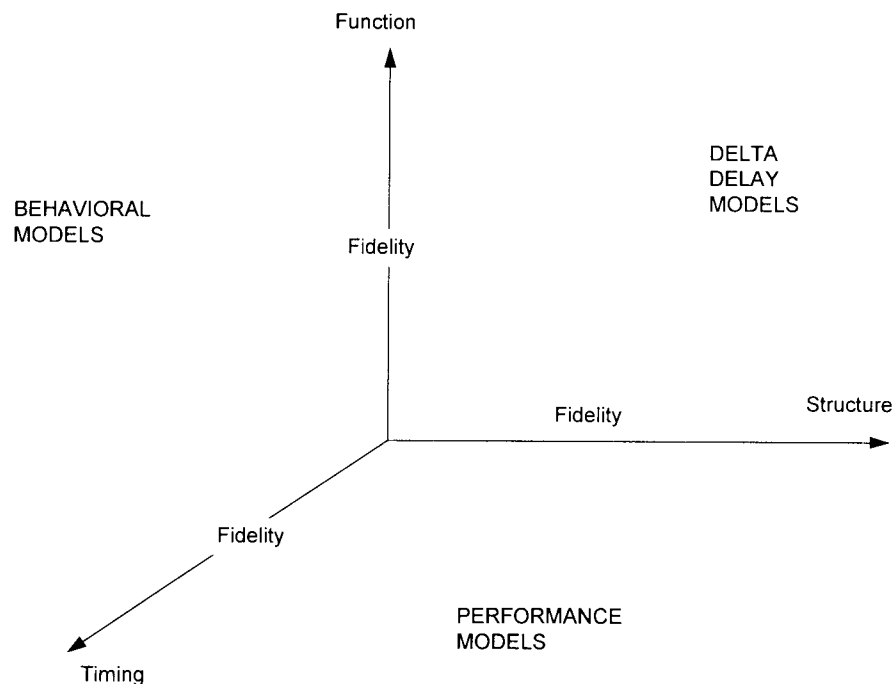 Function
DELTA
DELAY
MODELS
BEHAVIORAL
MODELS
Fidelity
Structure
Fidelity
Fidelity
PERFORMANCE
MODELS
Timing